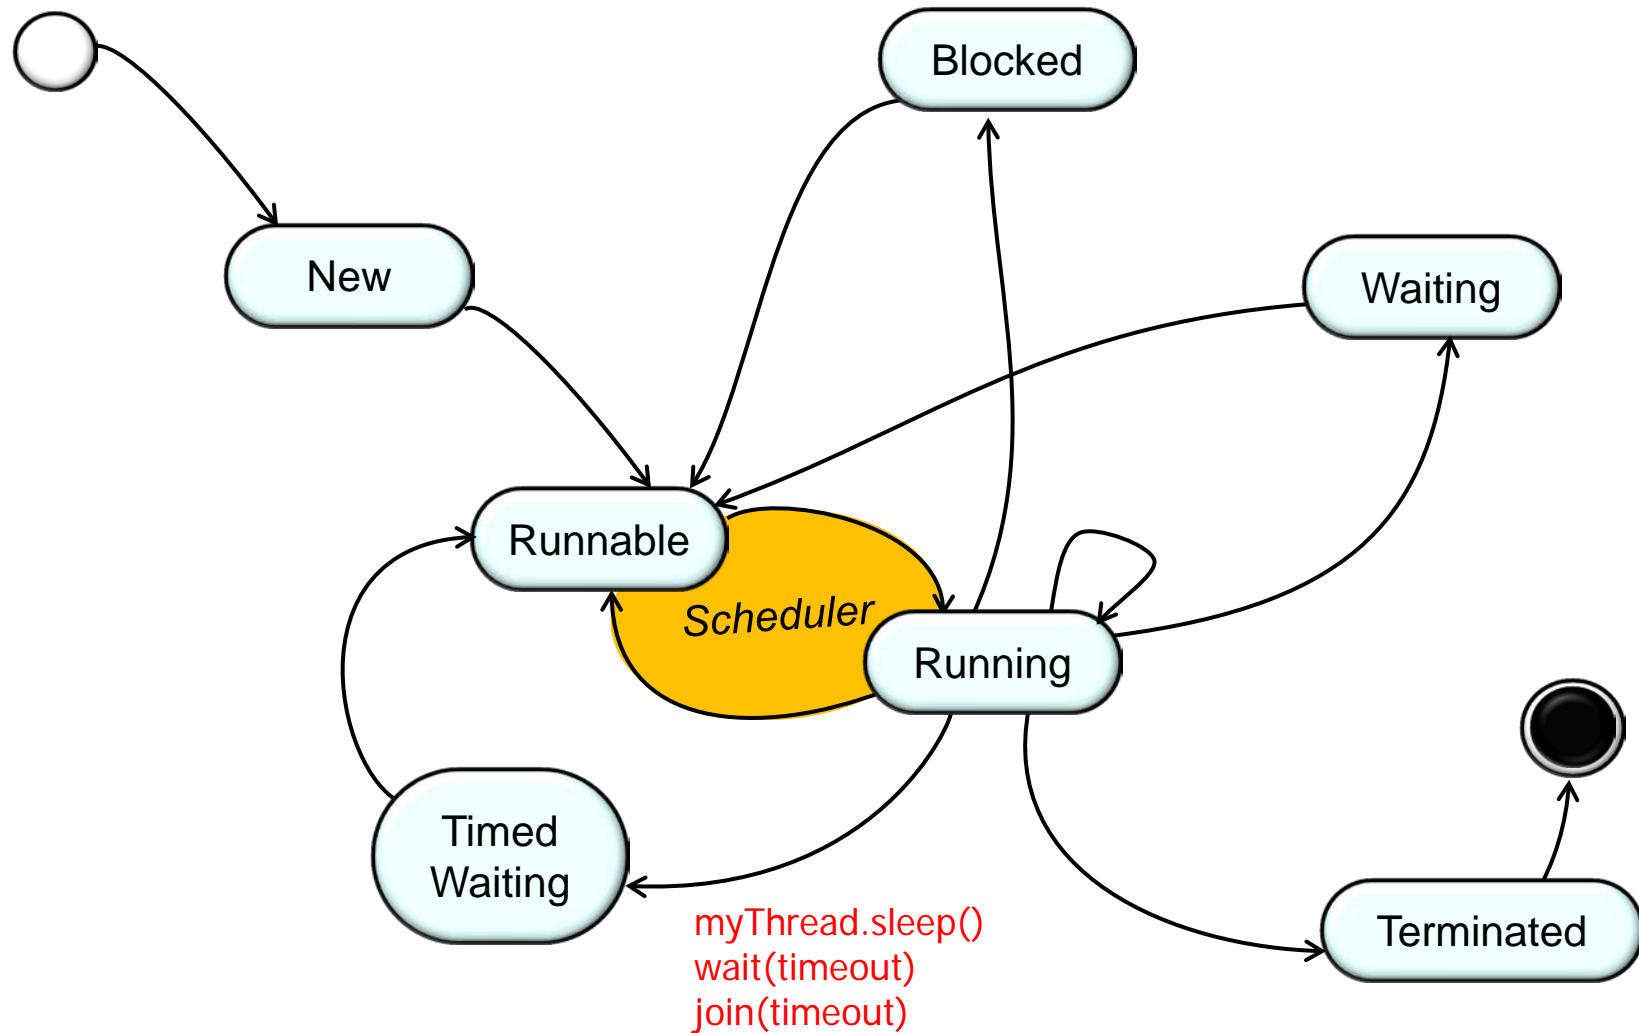 Blocked
New
Waiting
Runnable
Scheduler
Running
Timed
Waiting
Terminated
myThread.sleep()
wait(timeout)
join(timeout)